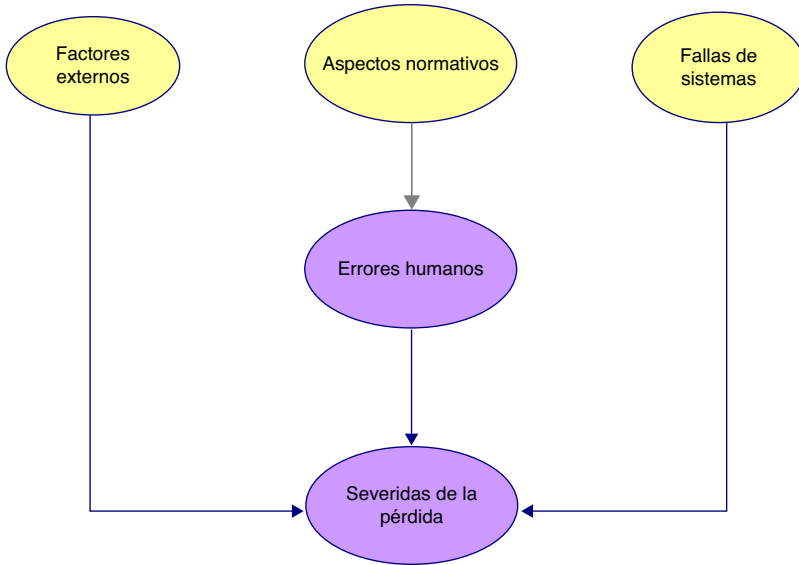 Factores
externos
Aspectos normativos
Fallas de
sistemas
Errores humanos
Severidas de la
pérdida